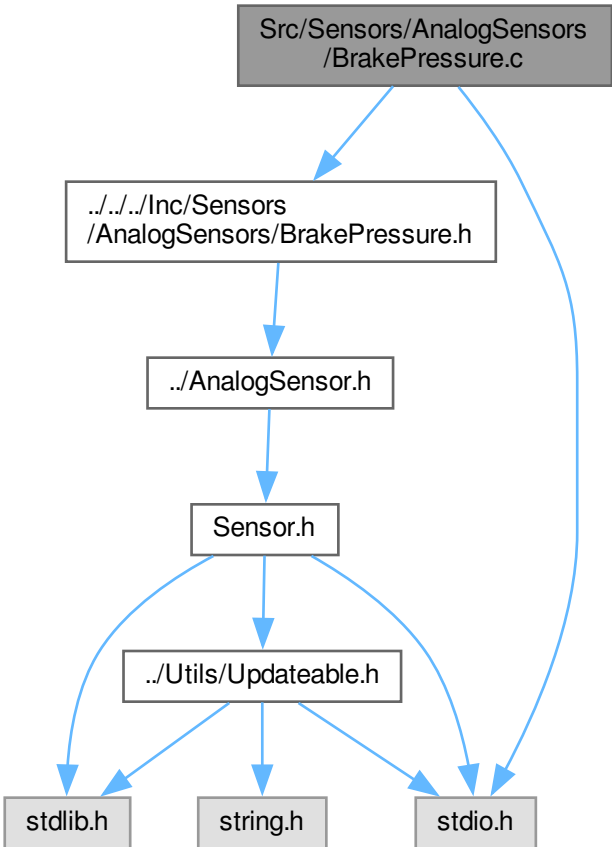 Src/Sensors/AnalogSensors
/BrakePressure.c
../../../Inc/Sensors
/AnalogSensors/BrakePressure.h
../AnalogSensor.h
Sensor.h
../Utils/Updateable.h
stdlib.h
string.h
stdio.h